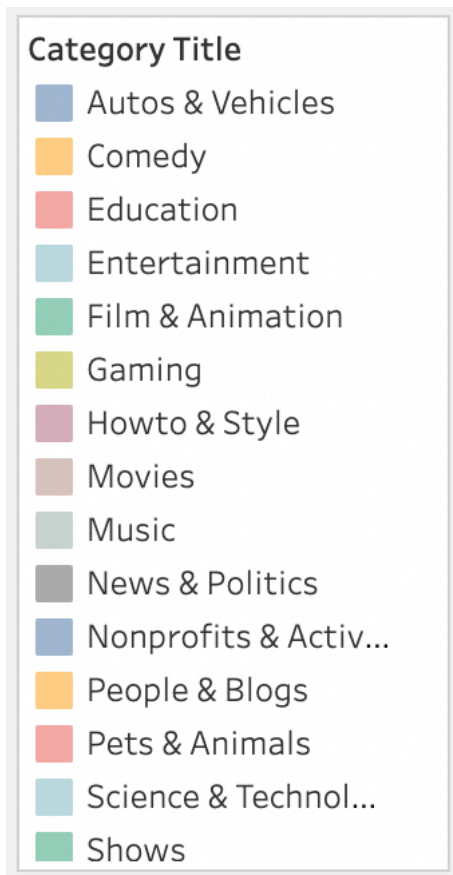 Category Title
Autos & Vehicles
Comedy
Education
Entertainment
Film & Animation
Gaming
Howto & Style
Movies
Music
News & Politics
Nonprofits & Activ...
People & Blogs
Pets & Animals
Science & Technol...
Shows